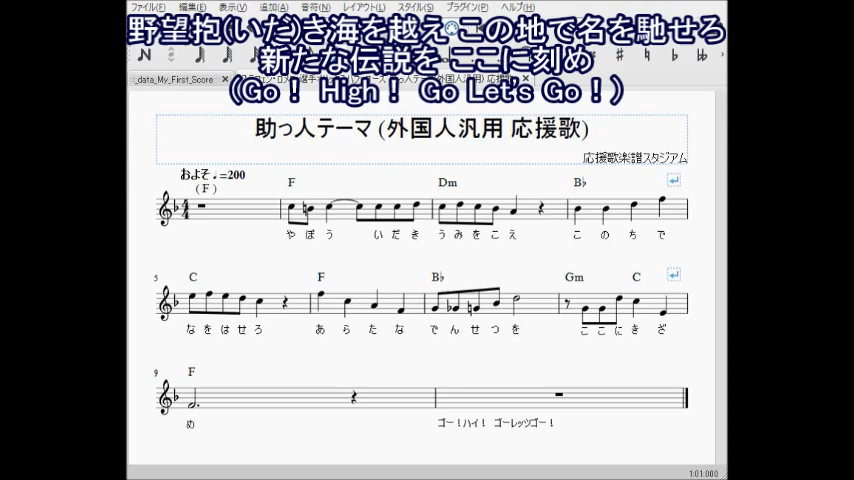 ファイル(F) 編集(E) 表示(V) 追加(A) 音符(N) レイアウト(L) スタイル(S) プラグイン(P) ヘルプ(H)
野望抱(いだ)き海を越え この地で名を馳せろ
新たな伝説を ここに刻め
(Go！ High！ Go Let's Go！)
_data_My_First_Score
助っ人テーマ (外国人汎用 応援歌)
応援歌楽譜スタジアム
およそ ♩=200
(F)
F Dm B♭
やぼう いだき うみをこえ このちで
5
C F B♭ Gm C
なをはせろ あらたな でんせつを ここにきざ
9
F
め ゴー！ハイ！ ゴーレッツゴー！
1:01:000